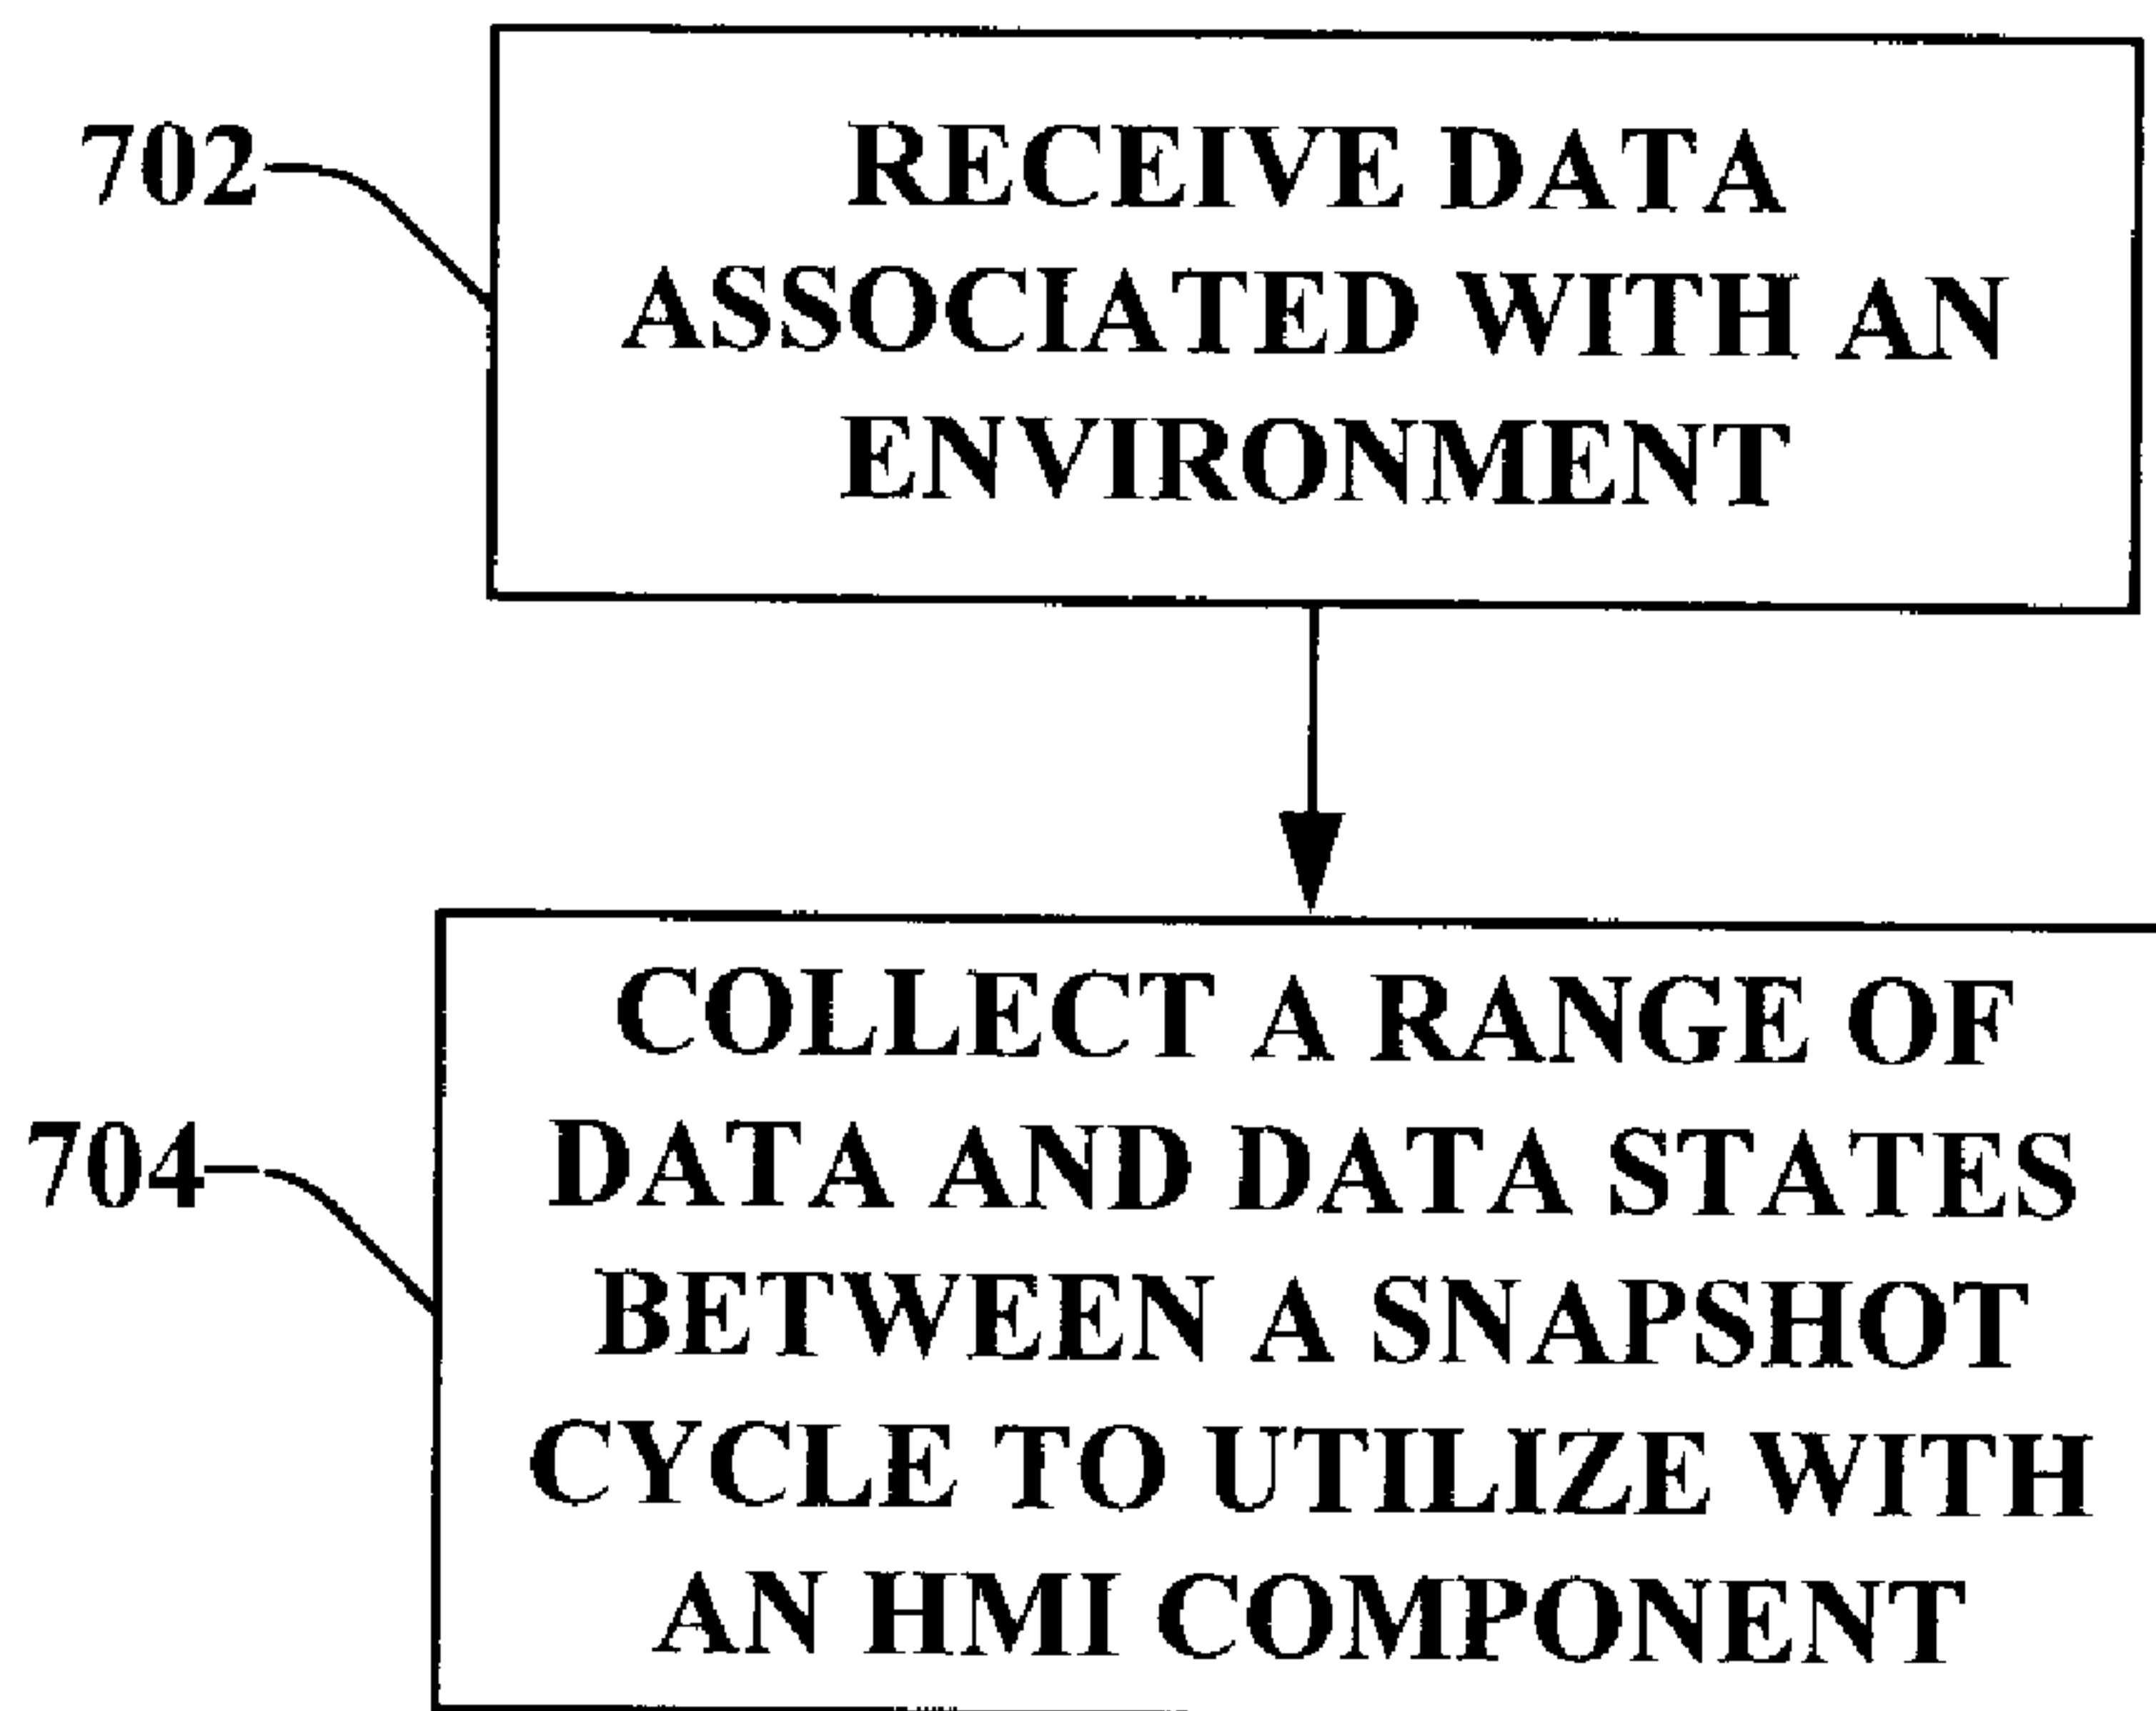 702
RECEIVE DATA
ASSOCIATED WITH AN
ENVIRONMENT
704
COLLECT A RANGE OF
DATA AND DATA STATES
BETWEEN A SNAPSHOT
CYCLE TO UTILIZE WITH
AN HMI COMPONENT